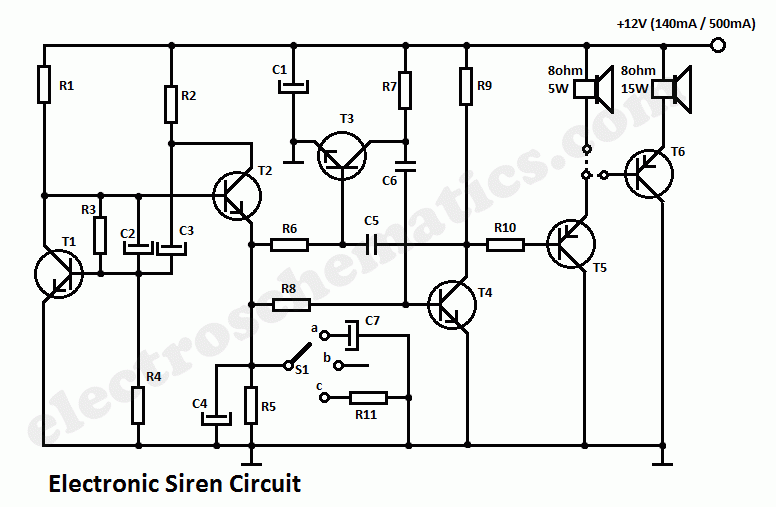 +12V (140mA / 500mA)
R1
R2
C1
R7
R9
8ohm
5W
8ohm
15W
T3
T6
T2
C6
R3
C2
C3
T1
R6
C5
R10
T5
R8
T4
a
C7
b
S1
c
R11
R4
C4
R5
electroschematics.com
Electronic Siren Circuit